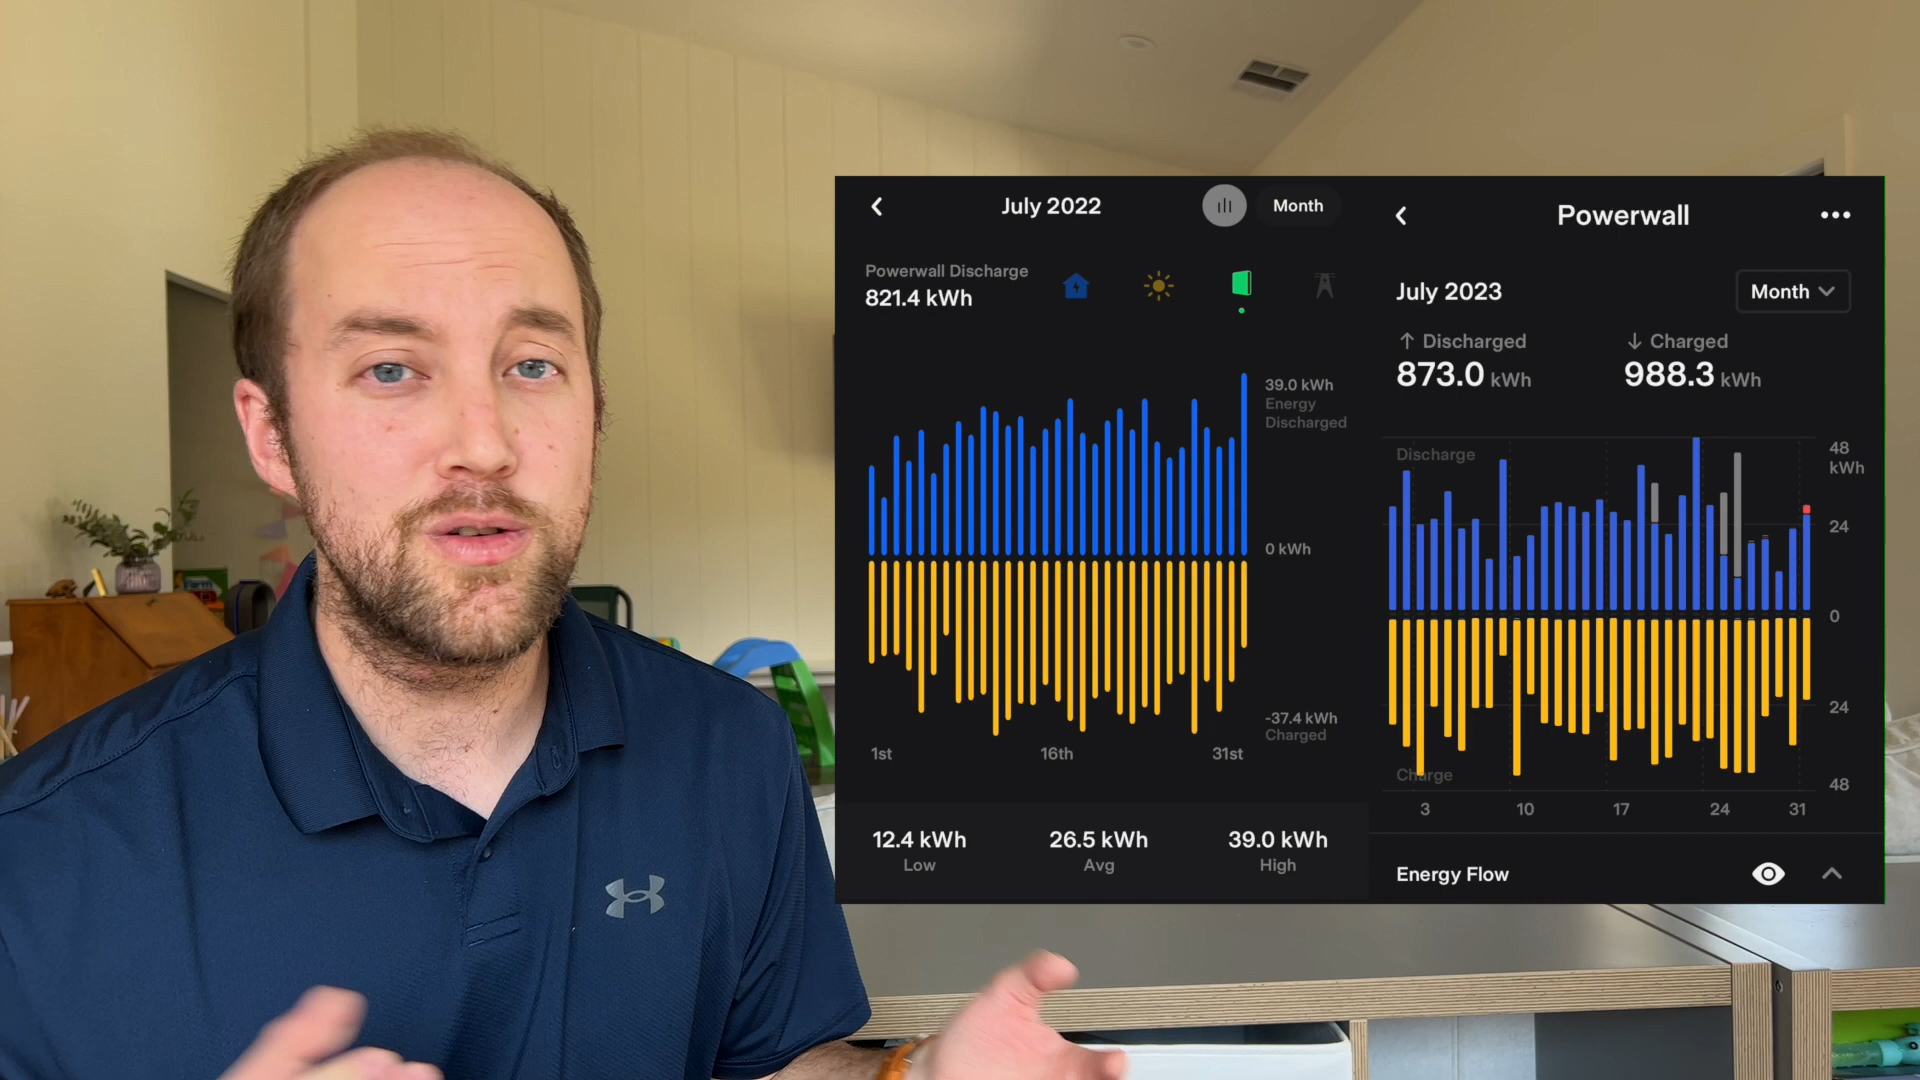 July 2022
Month
Powerwall Discharge
821.4 kWh
39.0 kWh
Energy
Discharged
0 kWh
-37.4 kWh
Charged
1st
16th
31st
12.4 kWh
26.5 kWh
39.0 kWh
Low
Avg
High
Powerwall
July 2023
Month
↑ Discharged
↓ Charged
873.0 kWh
988.3 kWh
Discharge
48
kWh
24
0
24
Charge
48
3
10
17
24
31
Energy Flow